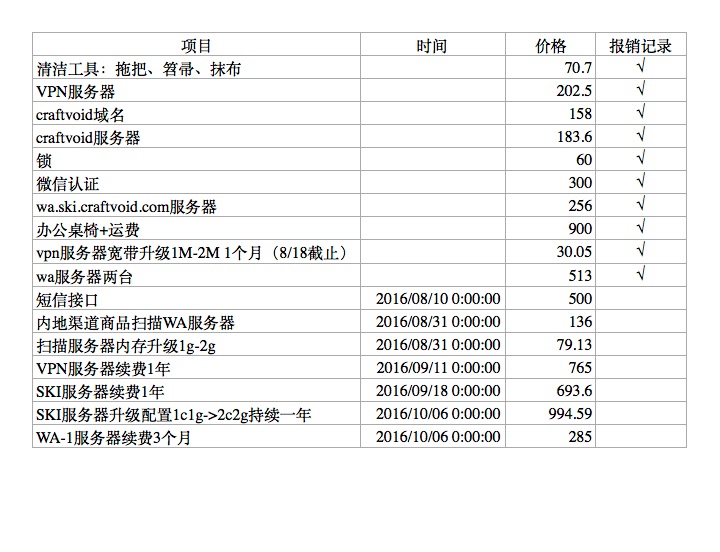 项目 时间 价格 报销记录
清洁工具：拖把、笤帚、抹布 70.7 √
VPN服务器 202.5 √
craftvoid域名 158 √
craftvoid服务器 183.6 √
锁 60 √
微信认证 300 √
wa.ski.craftvoid.com服务器 256 √
办公桌椅+运费 900 √
vpn服务器宽带升级1M-2M 1个月（8/18截止） 30.05 √
wa服务器两台 513 √
短信接口 2016/08/10 0:00:00 500
内地渠道商品扫描WA服务器 2016/08/31 0:00:00 136
扫描服务器内存升级1g-2g 2016/08/31 0:00:00 79.13
VPN服务器续费1年 2016/09/11 0:00:00 765
SKI服务器续费1年 2016/09/18 0:00:00 693.6
SKI服务器升级配置1c1g->2c2g持续一年 2016/10/06 0:00:00 994.59
WA-1服务器续费3个月 2016/10/06 0:00:00 285